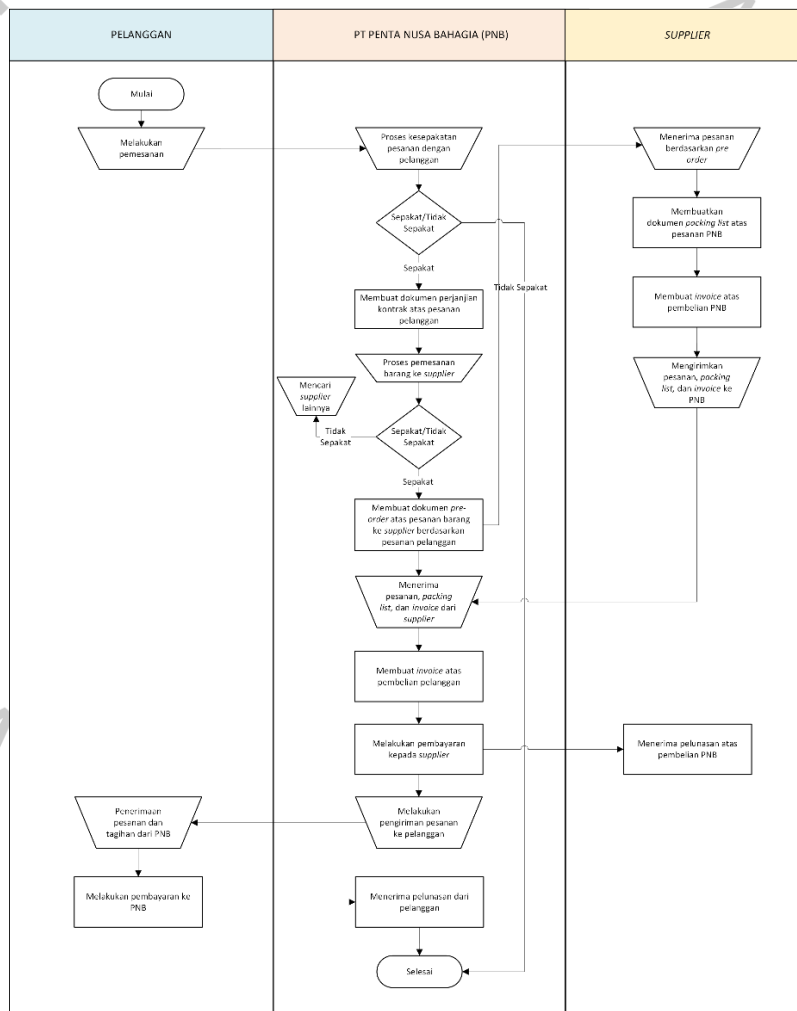 PELANGGAN
PT PENTA NUSA BAHAGIA (PNB)
SUPPLIER
Mulai
Melakukan
pemesanan
Proses kesepakatan
pesanan dengan
pelanggan
Menerima pesanan
berdasarkan pre
order
Sepakat/Tidak
Sepakat
Membuatkan
dokumen packing list atas
pesanan PNB
Sepakat
Tidak Sepakat
Membuat dokumen perjanjian
kontrak atas pesanan
pelanggan
Membuat invoice atas
pembelian PNB
Proses pemesanan
barang ke supplier
Mencari
supplier
lainnya
Mengirimkan
pesanan, packing
list, dan invoice ke
PNB
Tidak
Sepakat
Sepakat/Tidak
Sepakat
Sepakat
Membuat dokumen pre-
order atas pesanan barang
ke supplier berdasarkan
pesanan pelanggan
Menerima
pesanan, packing
list, dan invoice dari
supplier
Membuat invoice atas
pembelian pelanggan
Melakukan pembayaran
kepada supplier
Menerima pelunasan atas
pembelian PNB
Penerimaan
pesanan dan
tagihan dari PNB
Melakukan
pengiriman pesanan
ke pelanggan
Melakukan pembayaran ke
PNB
Menerima pelunasan dari
pelanggan
Selesai